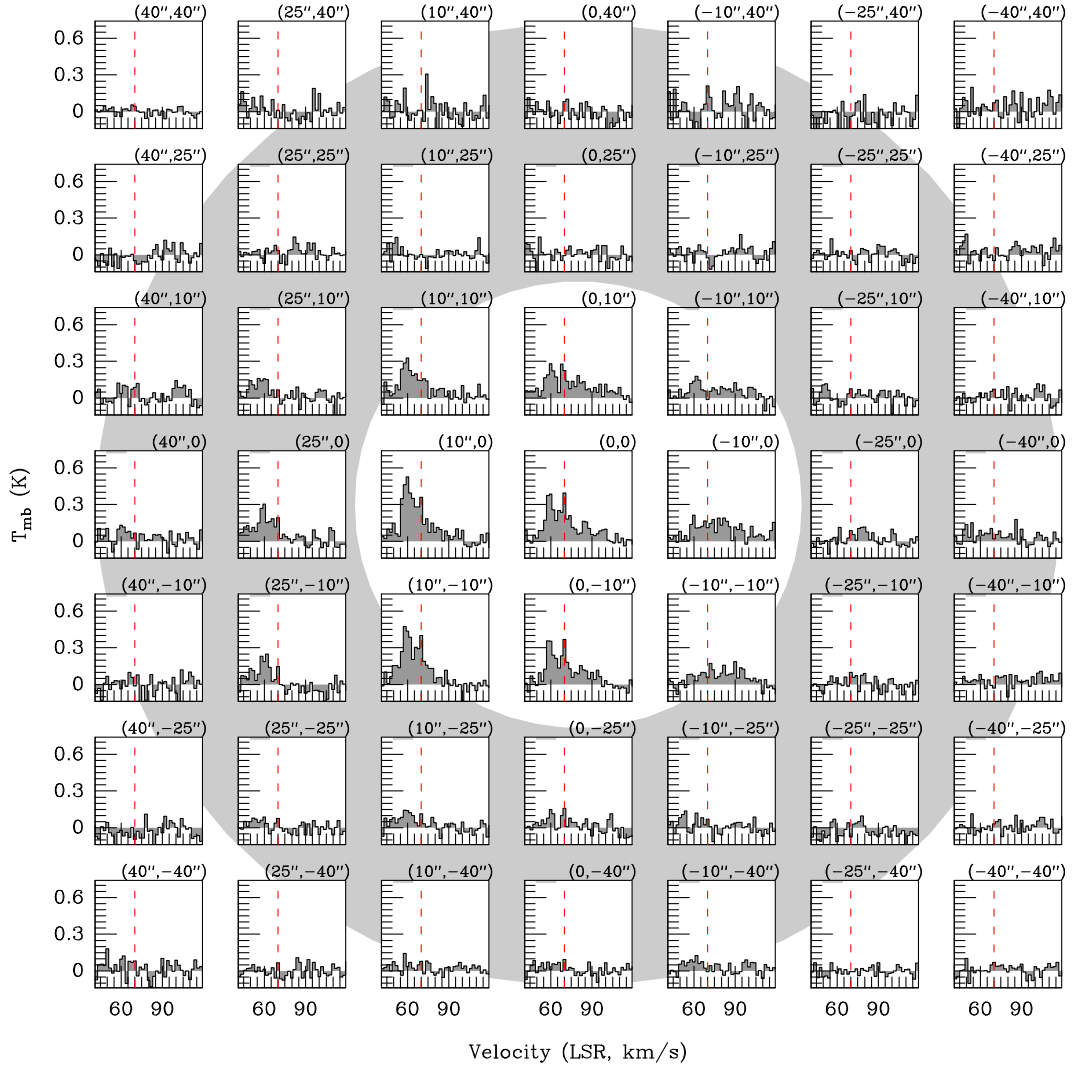 (40″,40″) (25″,40″) (10″,40″) (0,40″) (−10″,40″) (−25″,40″) (−40″,40″)
0.6
0.3
0
(40″,25″) (25″,25″) (10″,25″) (0,25″) (−10″,25″) (−25″,25″) (−40″,25″)
0.6
0.3
0
(40″,10″) (25″,10″) (10″,10″) (0,10″) (−10″,10″) (−25″,10″) (−40″,10″)
0.6
0.3
0
(40″,0) (25″,0) (10″,0) (0,0) (−10″,0) (−25″,0) (−40″,0)
0.6
0.3
0
Tmb (K)
(40″,−10″) (25″,−10″) (10″,−10″) (0,−10″) (−10″,−10″) (−25″,−10″) (−40″,−10″)
0.6
0.3
0
(40″,−25″) (25″,−25″) (10″,−25″) (0,−25″) (−10″,−25″) (−25″,−25″) (−40″,−25″)
0.6
0.3
0
(40″,−40″) (25″,−40″) (10″,−40″) (0,−40″) (−10″,−40″) (−25″,−40″) (−40″,−40″)
0.6
0.3
0
60 90 60 90 60 90 60 90 60 90 60 90 60 90
Velocity (LSR, km/s)